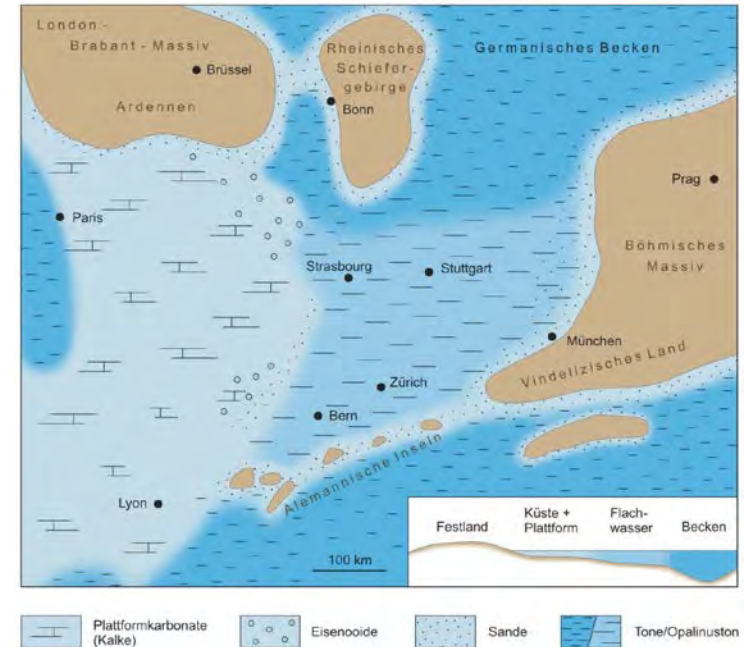 London -
Brabant - Massiv
Brüssel
Ardennen
Rheinisches
Schiefer-
gebirge
Bonn
Germanisches Becken
Prag
Paris
Böhmisches
Massiv
Strasbourg
Stuttgart
München
Vindelizisches Land
Zürich
Bern
Alemannische Inseln
Lyon
100 km
Festland
Küste +
Plattform
Flach-
wasser
Becken
Plattformkarbonate
(Kalke)
Eisenooide
Sande
Tone/Opalinuston